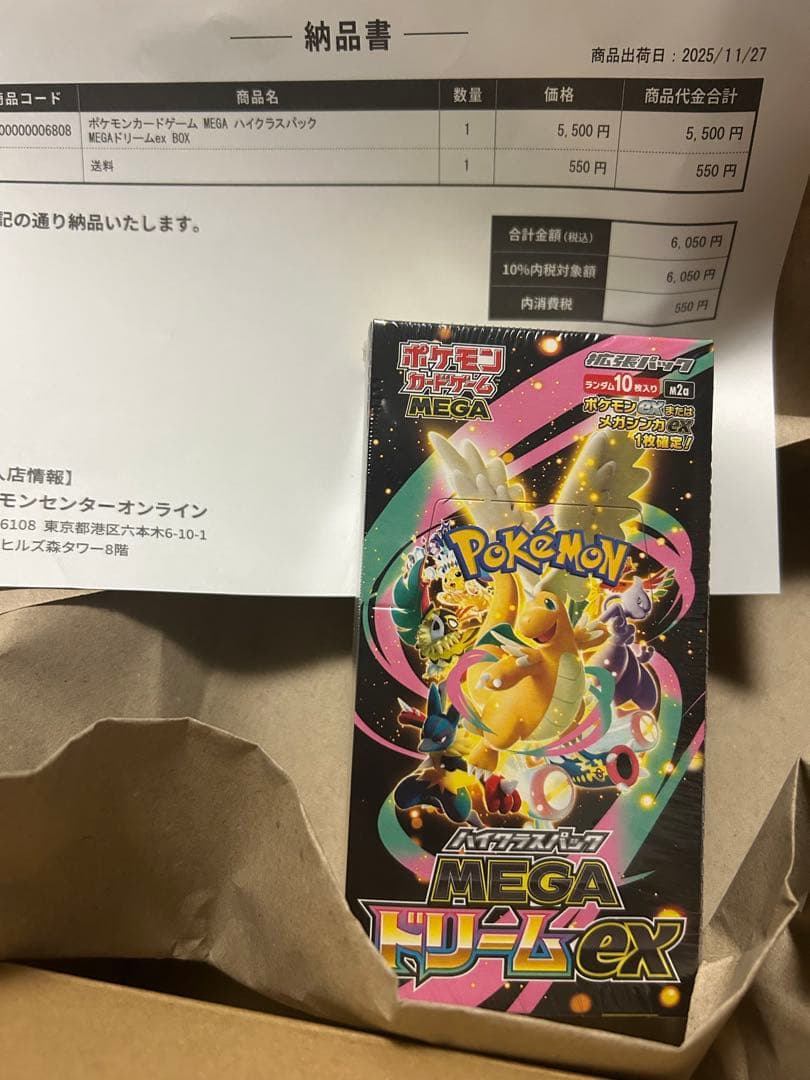 納品書
商品出荷日：2025/11/27
商品コード 商品名 数量 価格 商品代金合計
00000006808 ポケモンカードゲーム MEGA ハイクラスパック 1 5,500 円 5,500 円
MEGAドリームex BOX
送料 1 550 円 550 円
記の通り納品いたします。
合計金額(税込) 6,050 円
10%内税対象額 6,050 円
内消費税 550 円
入店情報】
モンセンターオンライン
6108 東京都港区六本木6-10-1
ヒルズ森タワー8階
ポケモン
カードゲーム
MEGA
拡張パック
ランダム10枚入り M2a
ポケモンexまたは
メガシンカex
1枚確定!
POKéMON
ハイクラスパック
MEGA
ドリームex